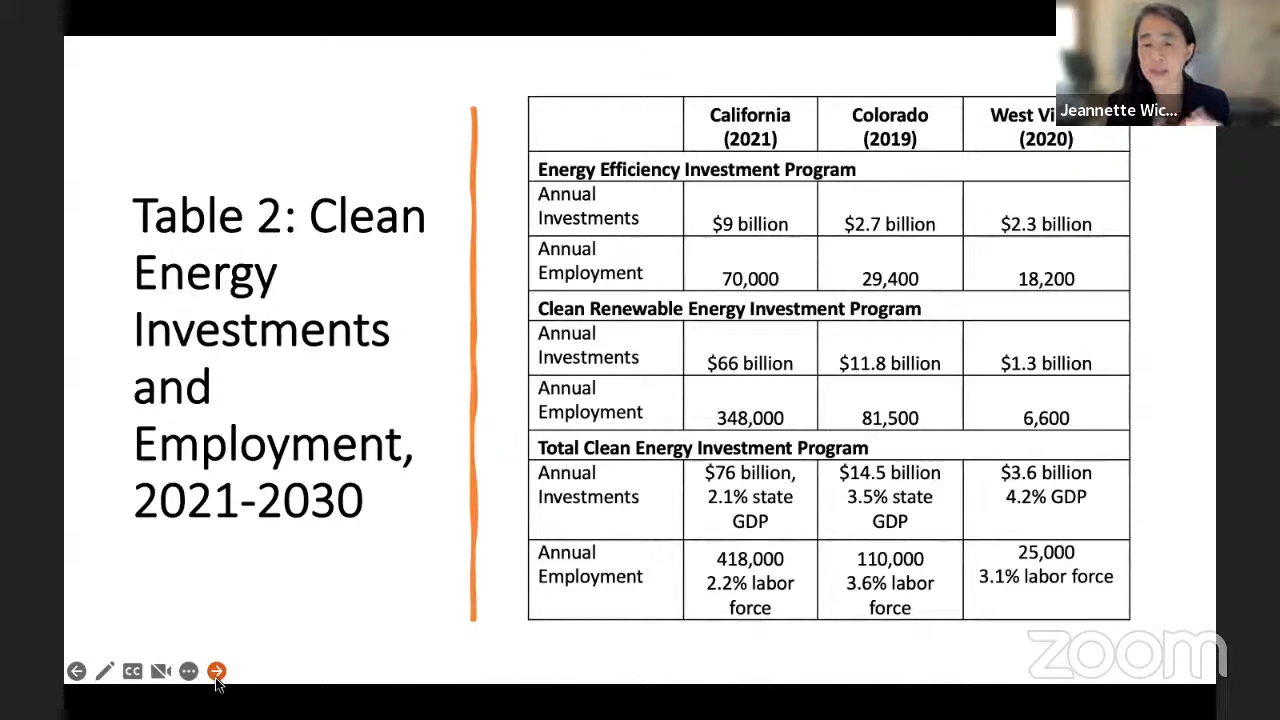 Table 2: Clean
Energy
Investments
and
Employment,
2021-2030
California Colorado West Vi
(2021) (2019) (2020)
Energy Efficiency Investment Program
Annual
Investments $9 billion $2.7 billion $2.3 billion
Annual
Employment 70,000 29,400 18,200
Clean Renewable Energy Investment Program
Annual
Investments $66 billion $11.8 billion $1.3 billion
Annual
Employment 348,000 81,500 6,600
Total Clean Energy Investment Program
Annual $76 billion, $14.5 billion $3.6 billion
Investments 2.1% state 3.5% state 4.2% GDP
GDP GDP
Annual 418,000 110,000 25,000
Employment 2.2% labor 3.6% labor 3.1% labor force
force force
Jeannette Wic...
CC
zoom